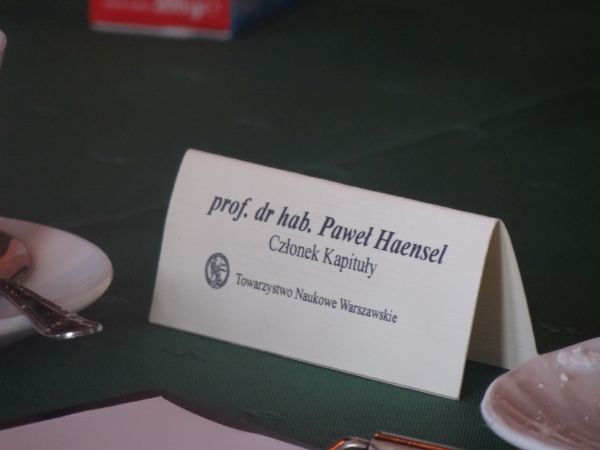 prof. dr hab. Paweł Haensel
Członek Kapituły
Towarzystwo Naukowe Warszawskie